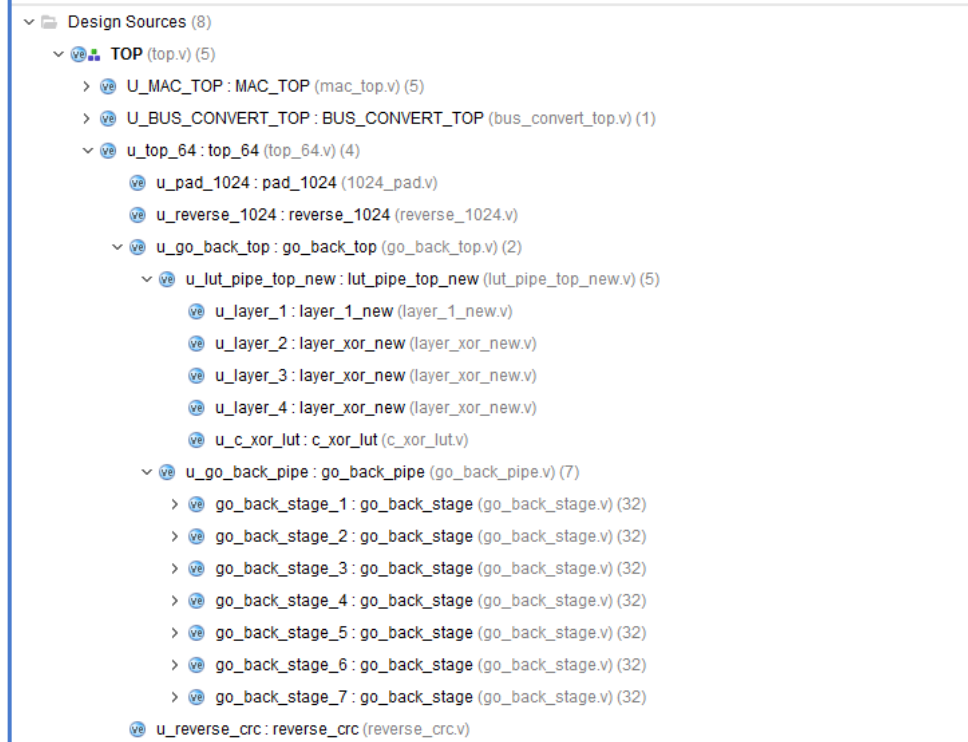 Design Sources (8)
TOP (top.v) (5)
U_MAC_TOP : MAC_TOP (mac_top.v) (5)
U_BUS_CONVERT_TOP : BUS_CONVERT_TOP (bus_convert_top.v) (1)
u_top_64 : top_64 (top_64.v) (4)
u_pad_1024 : pad_1024 (1024_pad.v)
u_reverse_1024 : reverse_1024 (reverse_1024.v)
u_go_back_top : go_back_top (go_back_top.v) (2)
u_lut_pipe_top_new : lut_pipe_top_new (lut_pipe_top_new.v) (5)
u_layer_1 : layer_1_new (layer_1_new.v)
u_layer_2 : layer_xor_new (layer_xor_new.v)
u_layer_3 : layer_xor_new (layer_xor_new.v)
u_layer_4 : layer_xor_new (layer_xor_new.v)
u_c_xor_lut : c_xor_lut (c_xor_lut.v)
u_go_back_pipe : go_back_pipe (go_back_pipe.v) (7)
go_back_stage_1 : go_back_stage (go_back_stage.v) (32)
go_back_stage_2 : go_back_stage (go_back_stage.v) (32)
go_back_stage_3 : go_back_stage (go_back_stage.v) (32)
go_back_stage_4 : go_back_stage (go_back_stage.v) (32)
go_back_stage_5 : go_back_stage (go_back_stage.v) (32)
go_back_stage_6 : go_back_stage (go_back_stage.v) (32)
go_back_stage_7 : go_back_stage (go_back_stage.v) (32)
u_reverse_crc : reverse_crc (reverse_crc.v)